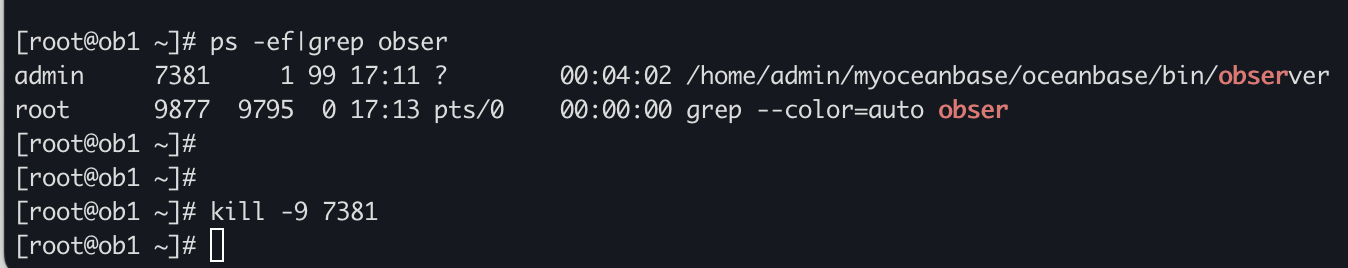 [root@ob1 ~]# ps -ef|grep obser
admin     7381     1 99 17:11 ?        00:04:02 /home/admin/myoceanbase/oceanbase/bin/observer
root      9877  9795  0 17:13 pts/0    00:00:00 grep --color=auto obser
[root@ob1 ~]#
[root@ob1 ~]#
[root@ob1 ~]# kill -9 7381
[root@ob1 ~]#